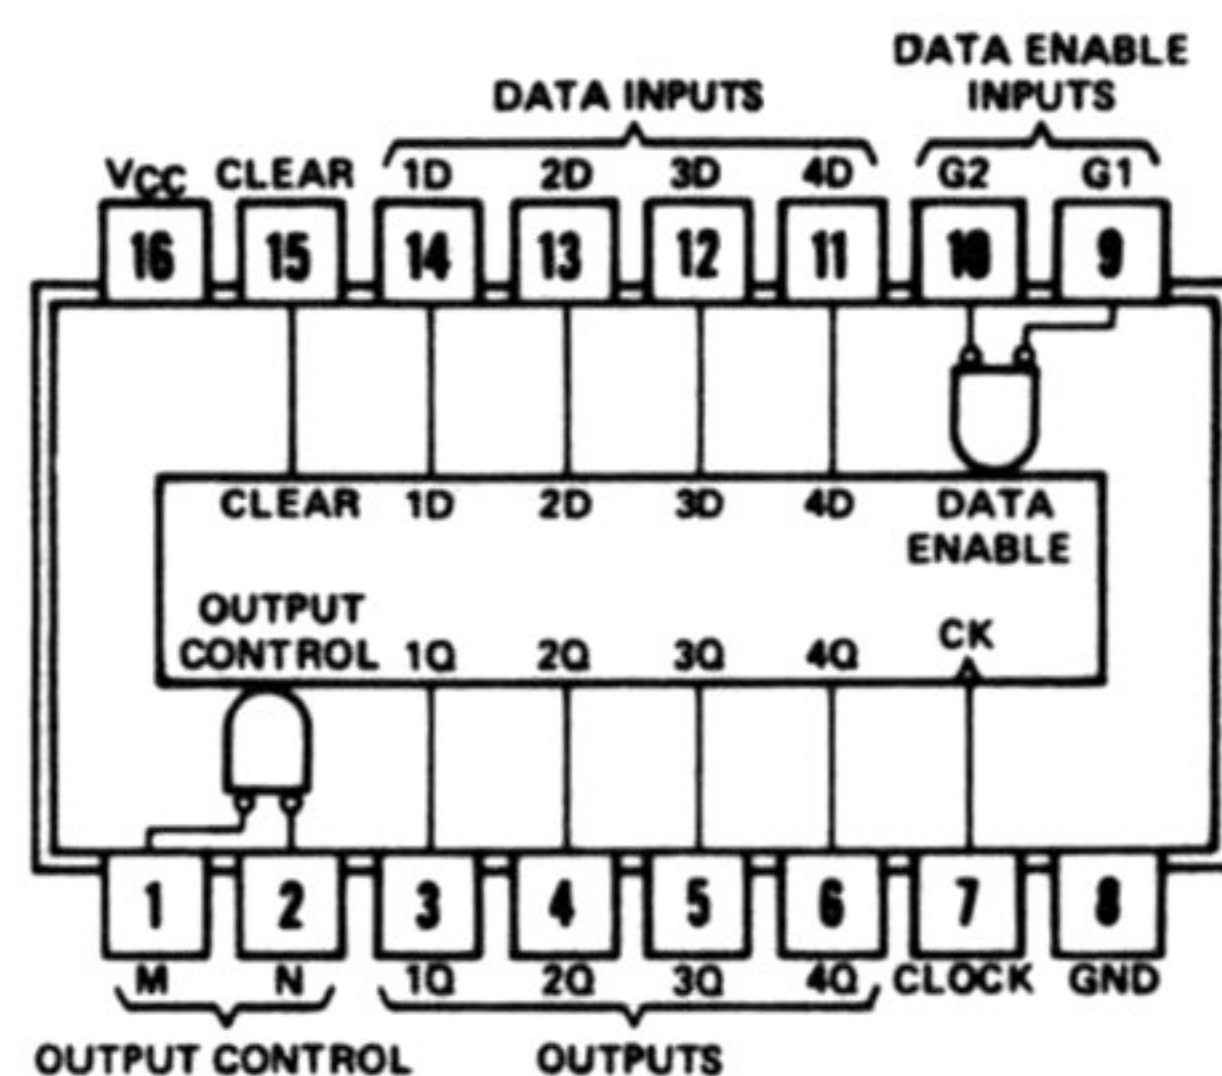 DATA ENABLE
DATA INPUTS INPUTS
VCC CLEAR 1D 2D 3D 4D G2 G1
16 15 14 13 12 11 10 9
CLEAR 1D 2D 3D 4D DATA
ENABLE
OUTPUT
CONTROL 1Q 2Q 3Q 4Q CK
1 2 3 4 5 6 7 8
M N 1Q 2Q 3Q 4Q CLOCK GND
OUTPUT CONTROL OUTPUTS